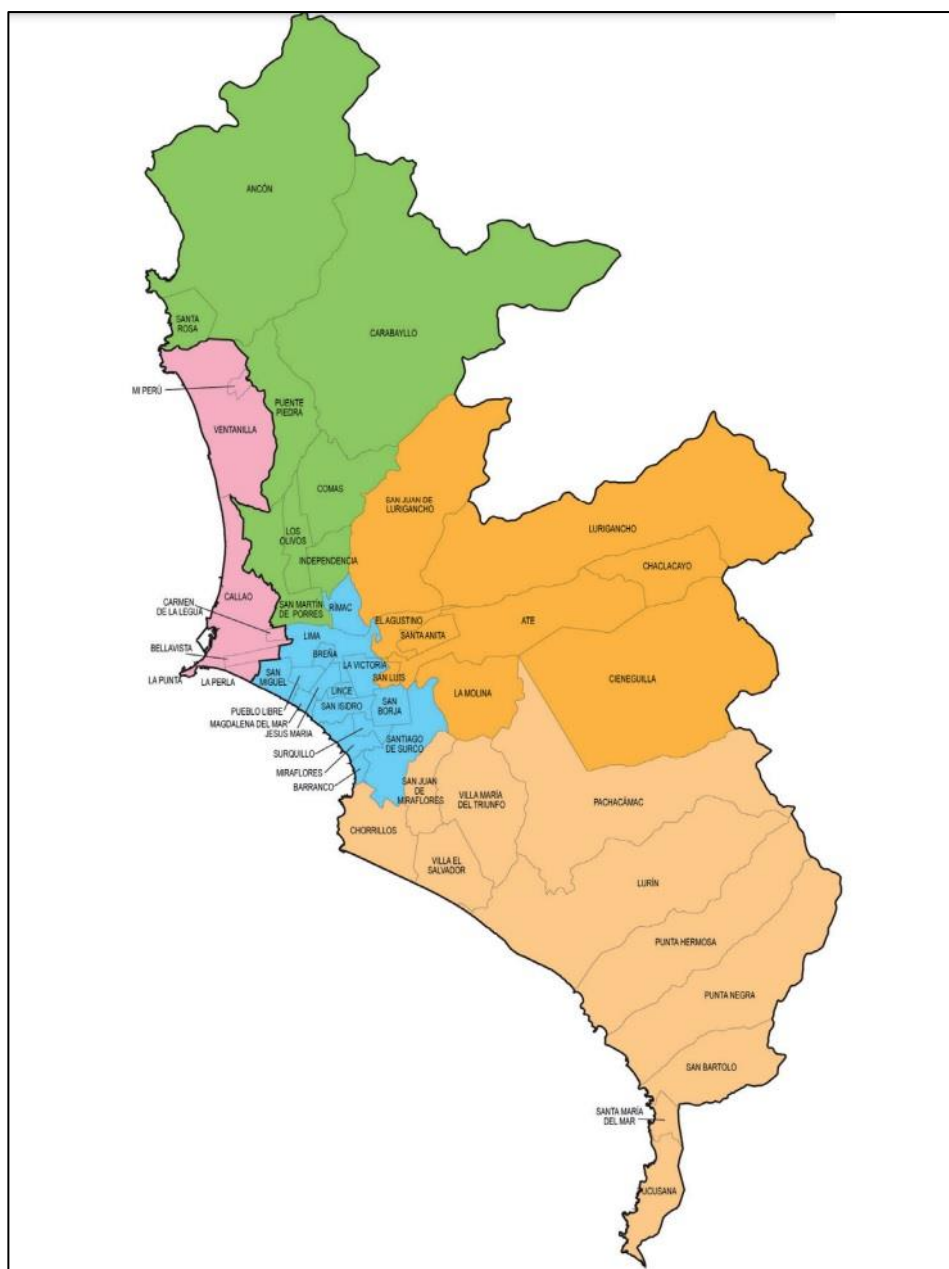 ANCÓN
SANTA
ROSA
CARABAYLLO
MI PERÚ
PUENTE
PIEDRA
VENTANILLA
COMAS
SAN JUAN DE
LURIGANCHO
LURIGANCHO
LOS
OLIVOS
INDEPENDENCIA
CHACLACAYO
CALLAO
CARMEN
DE LA LEGUA
SAN MARTÍN
DE PORRES
RÍMAC
EL AGUSTINO
SANTA ANITA
ATE
LIMA
BELLAVISTA
BREÑA
LA VICTORIA
SAN LUIS
LA PUNTA
LA PERLA
SAN
MIGUEL
LA MOLINA
CIENEGUILLA
LINCE
SAN ISIDRO
SAN
BORJA
PUEBLO LIBRE
MAGDALENA DEL MAR
JESUS MARIA
SURQUILLO
SANTIAGO
DE SURCO
MIRAFLORES
BARRANCO
SAN JUAN
DE
MIRAFLORES
VILLA MARÍA
DEL TRIUNFO
PACHACÁMAC
CHORRILLOS
VILLA EL
SALVADOR
LURÍN
PUNTA HERMOSA
PUNTA NEGRA
SAN BARTOLO
SANTA MARÍA
DEL MAR
PUCUSANA